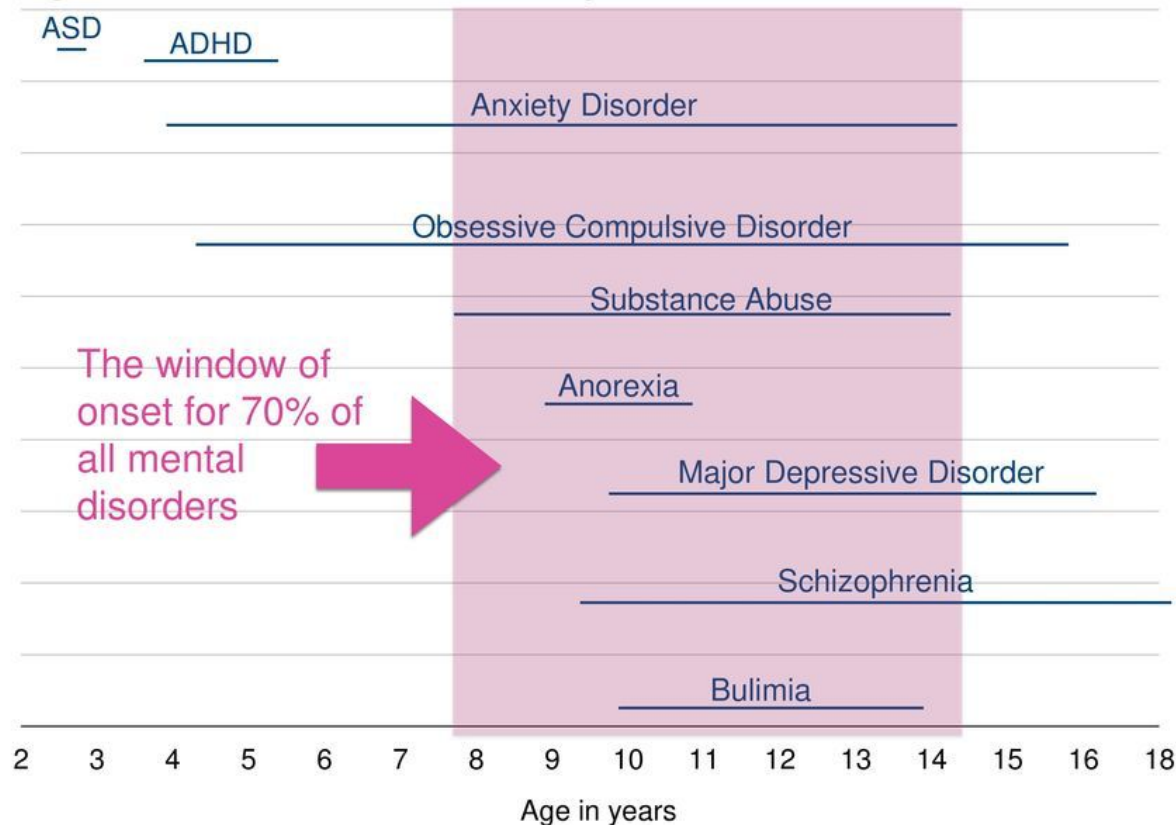 ASD
ADHD
Anxiety Disorder
Obsessive Compulsive Disorder
Substance Abuse
The window of
onset for 70% of
all mental
disorders
Anorexia
Major Depressive Disorder
Schizophrenia
Bulimia
2 3 4 5 6 7 8 9 10 11 12 13 14 15 16 18
Age in years